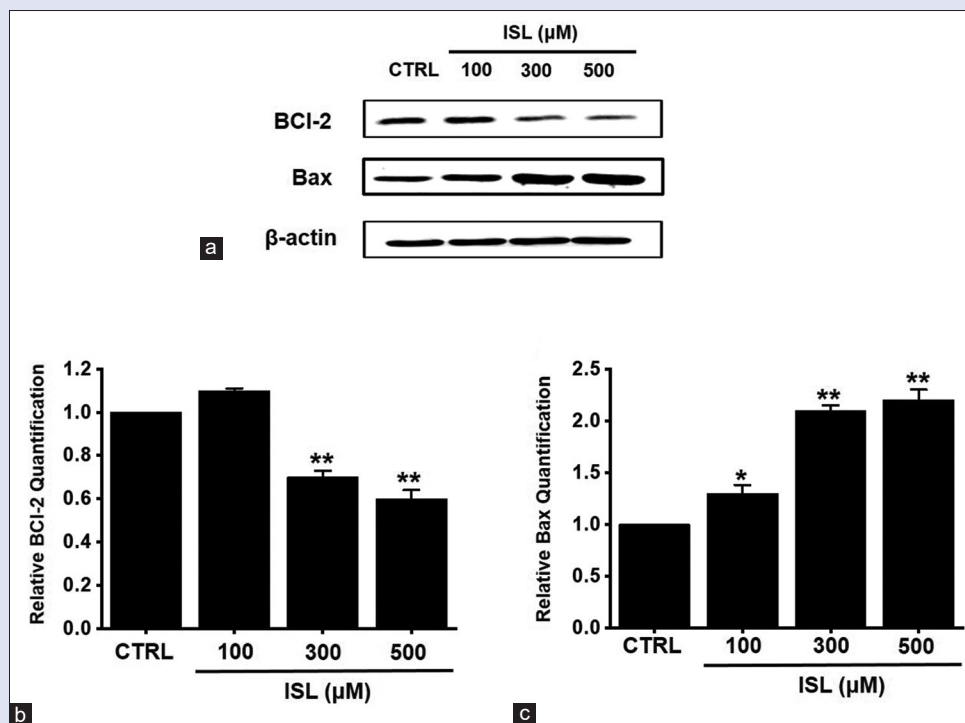 ISL (µM)
CTRL 100 300 500
BCl-2
Bax
β-actin
a
Relative BCl-2 Quantification
1.2
1.0
0.8
0.6
0.4
0.2
0.0
**
**
CTRL 100 300 500
ISL (µM)
b
Relative Bax Quantification
2.5
2.0
1.5
1.0
0.5
0.0
*
**
**
CTRL 100 300 500
ISL (µM)
c